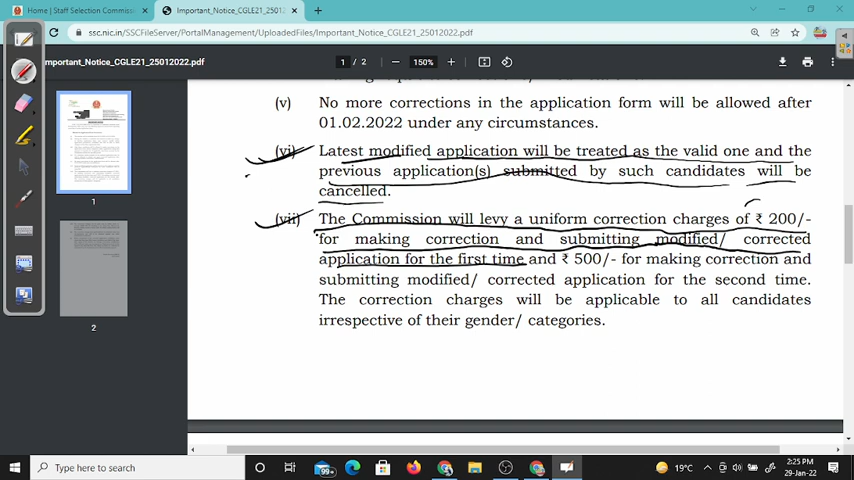 Home | Staff Selection Commiss
Important_Notice_CGLE21_250120
ssc.nic.in/SSCFileServer/PortalManagement/UploadedFiles/Important_Notice_CGLE21_25012022.pdf
mportant_Notice_CGLE21_25012022.pdf
1 / 2
150%
(v) No more corrections in the application form will be allowed after
01.02.2022 under any circumstances.
(vi) Latest modified application will be treated as the valid one and the
previous application(s) submitted by such candidates will be
cancelled.
(vii) The Commission will levy a uniform correction charges of ₹ 200/-
for making correction and submitting modified/ corrected
application for the first time and ₹ 500/- for making correction and
submitting modified/ corrected application for the second time.
The correction charges will be applicable to all candidates
irrespective of their gender/ categories.
1
2
Type here to search
99+
19°C
2:25 PM
29-Jan-22